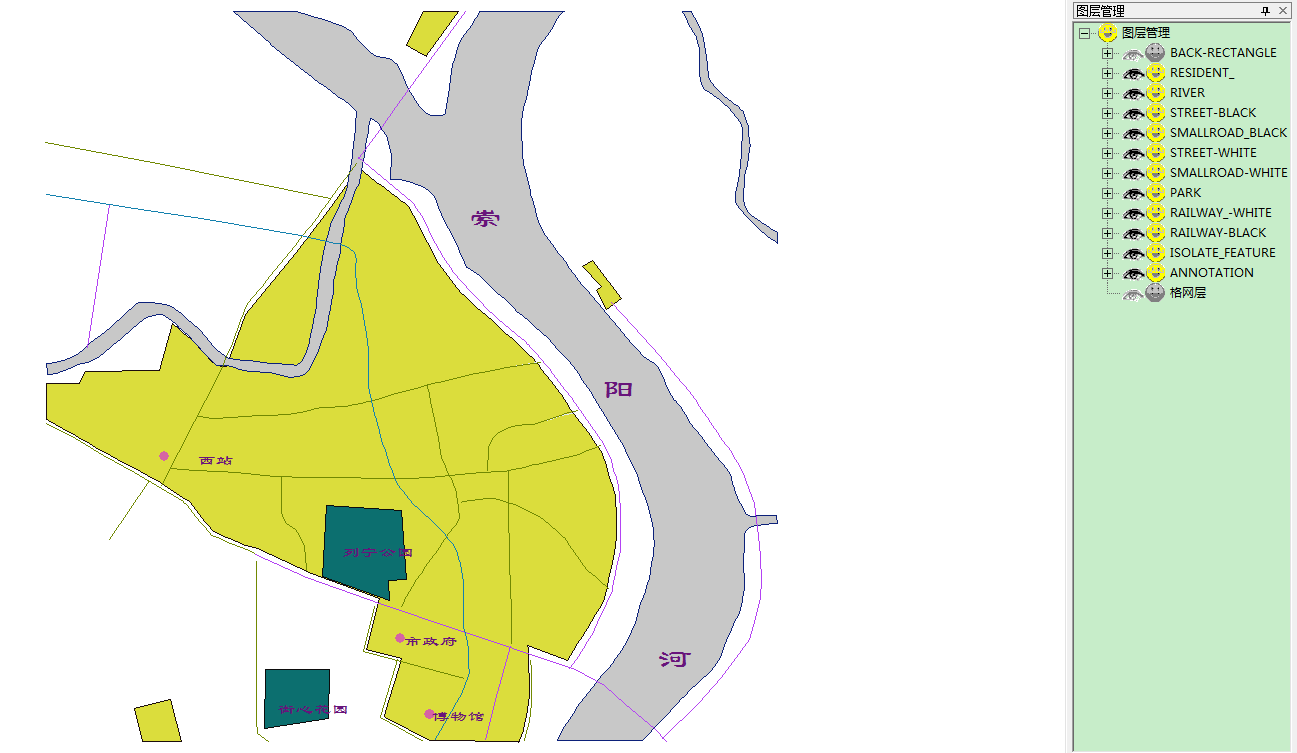 图层管理
图层管理
BACK-RECTANGLE
RESIDENT_
RIVER
STREET-BLACK
SMALLROAD_BLACK
STREET-WHITE
SMALLROAD-WHITE
PARK
RAILWAY_-WHITE
RAILWAY-BLACK
ISOLATE_FEATURE
ANNOTATION
格网层
索
阳
河
西站
列宁公园
市政府
街心花园
博物馆